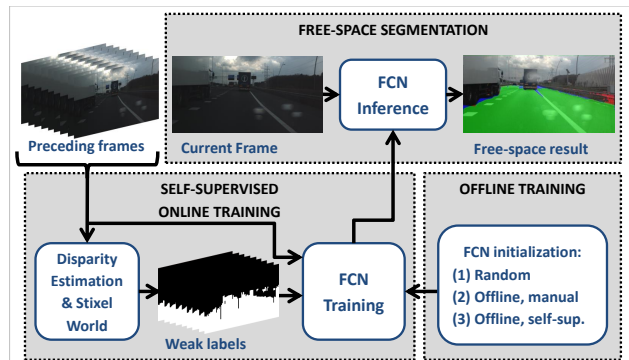 FREE-SPACE SEGMENTATION
Preceding frames
Current Frame
FCN
Inference
Free-space result
SELF-SUPERVISED
ONLINE TRAINING
OFFLINE TRAINING
Disparity
Estimation
& Stixel
World
Weak labels
FCN
Training
FCN initialization:
(1) Random
(2) Offline, manual
(3) Offline, self-sup.